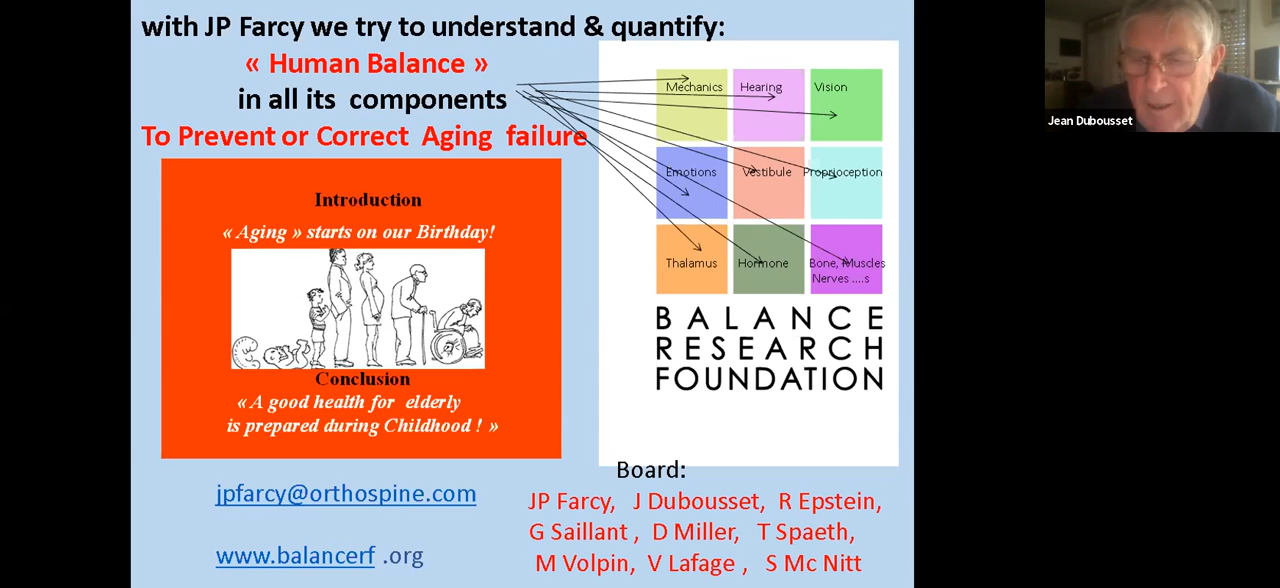 with JP Farcy we try to understand & quantify:
« Human Balance »
in all its components
To Prevent or Correct Aging failure
Introduction
« Aging » starts on our Birthday!
Conclusion
« A good health for elderly
is prepared during Childhood ! »
jpfarcy@orthospine.com
www.balancerf .org
Mechanics Hearing Vision
Emotions Vestibule Proprioception
Thalamus Hormone Bone, Muscles
Nerves ....s
BALANCE
RESEARCH
FOUNDATION
Board:
JP Farcy, J Dubousset, R Epstein,
G Saillant , D Miller, T Spaeth,
M Volpin, V Lafage , S Mc Nitt
Jean Dubousset